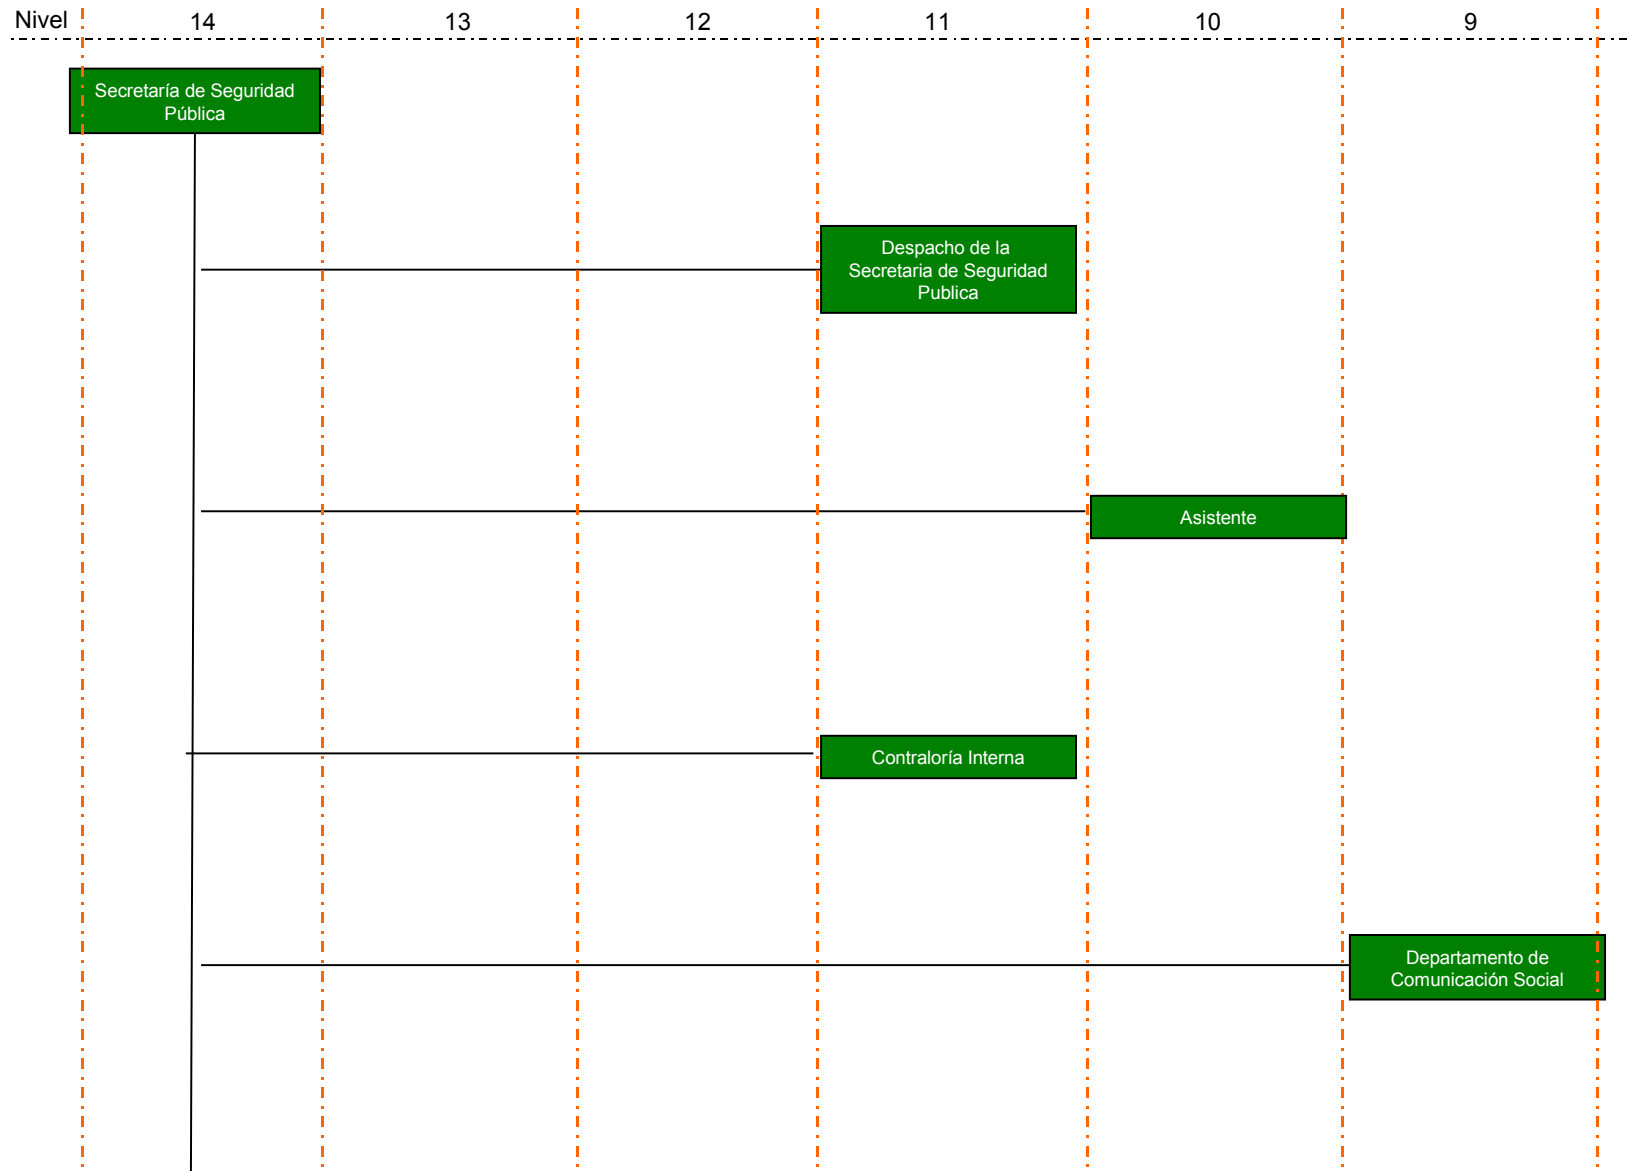 Nivel 14 13 12 11 10 9
Secretaría de Seguridad
Pública
Despacho de la
Secretaria de Seguridad
Publica
Asistente
Contraloría Interna
Departamento de
Comunicación Social